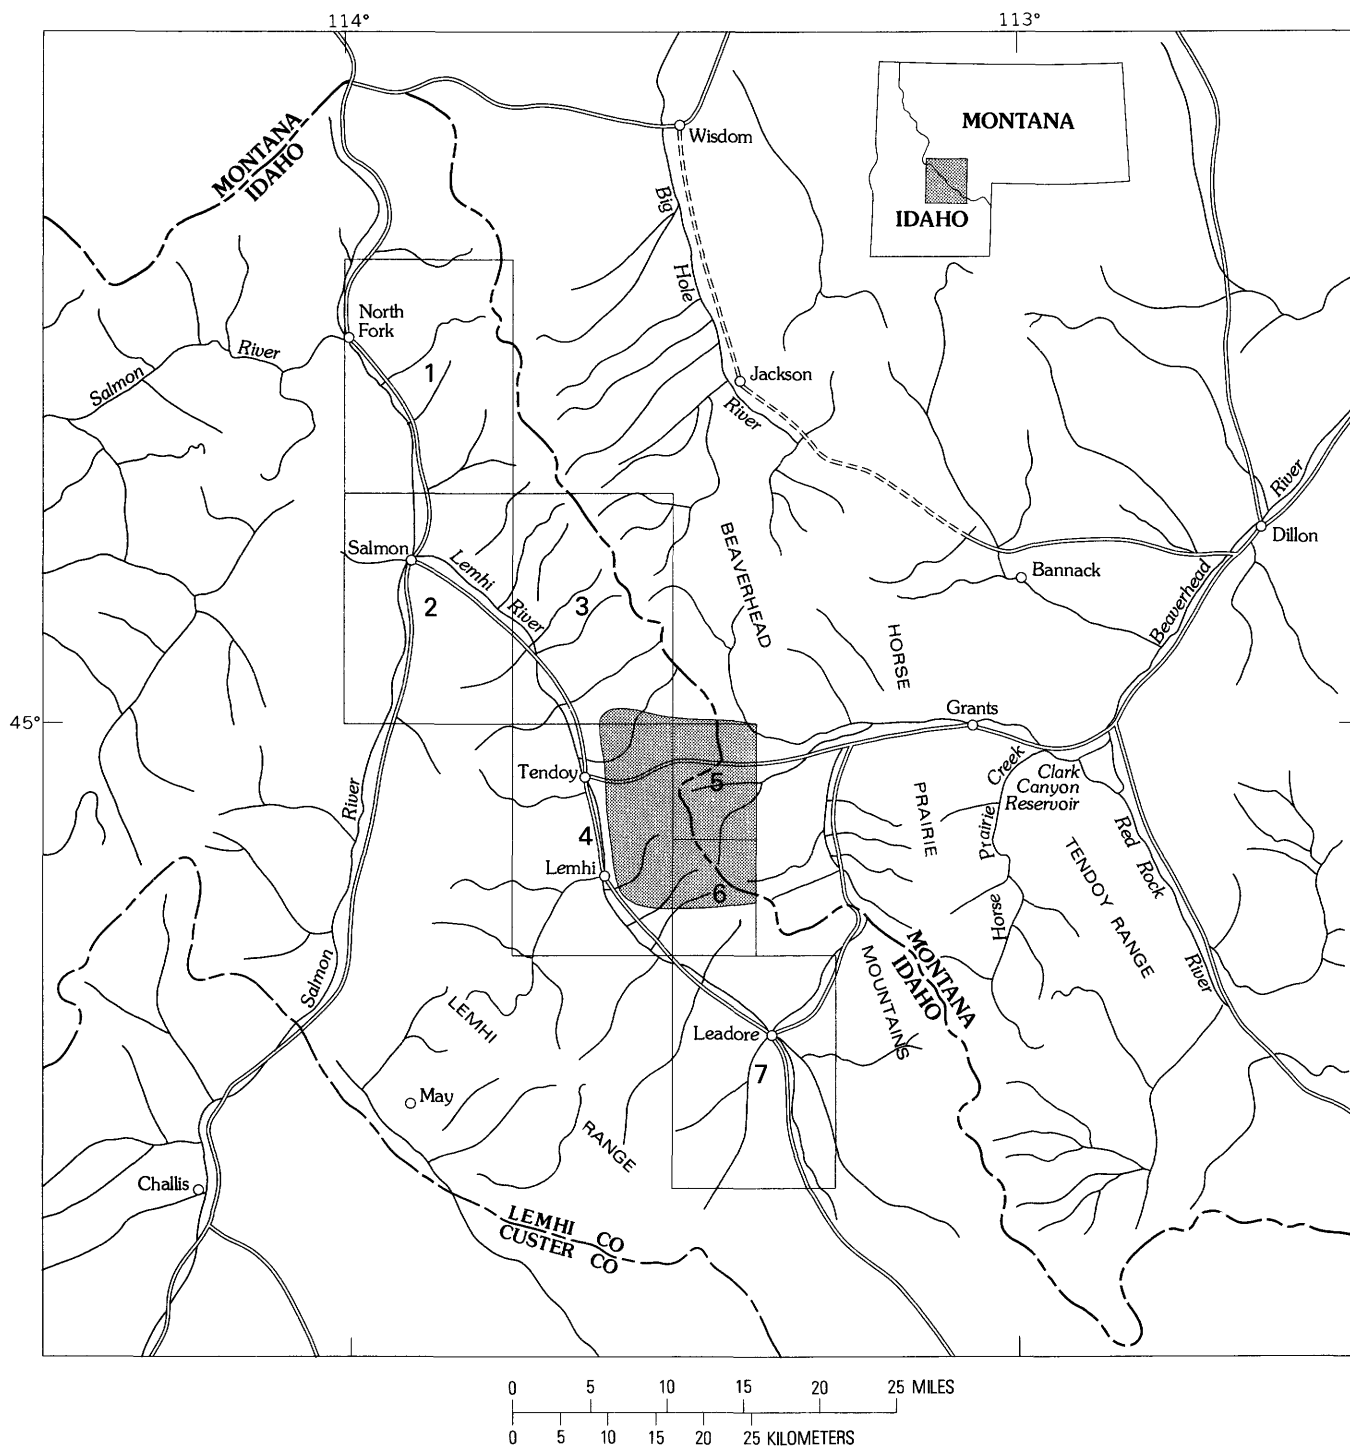 114°
113°
MONTANA
IDAHO
MONTANA
IDAHO
Wisdom
Big
Hole
River
North
Fork
Salmon
River
1
Jackson
River
Dillon
Salmon
Lemhi
River
2
3
BEAVERHEAD
Bannack
Beaverhead
HORSE
45°
Grants
Tendoy
5
Creek
Clark
Canyon
Reservoir
PRAIRIE
Prairie
Horse
River
4
Lemhi
6
Red Rock
River
TENDOY RANGE
Salmon
LEMHI
MOUNTAINS
MONTANA
IDAHO
Leadore
7
May
RANGE
Challis
LEMHI CO
CUSTER CO
0 5 10 15 20 25 MILES
0 5 10 15 20 25 KILOMETERS